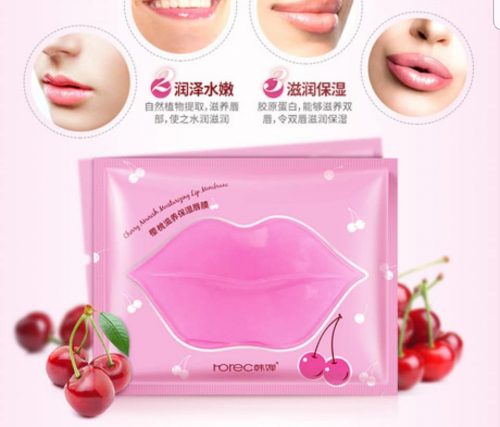 2 润泽水嫩
自然植物提取，滋养唇
部，使之水润滋润
3 滋润保湿
胶原蛋白，能够滋养双
唇，令双唇滋润保湿
Cherry Nourish Moisturizing Lip Membrane
樱桃滋养保湿唇膜
rorec韩婵